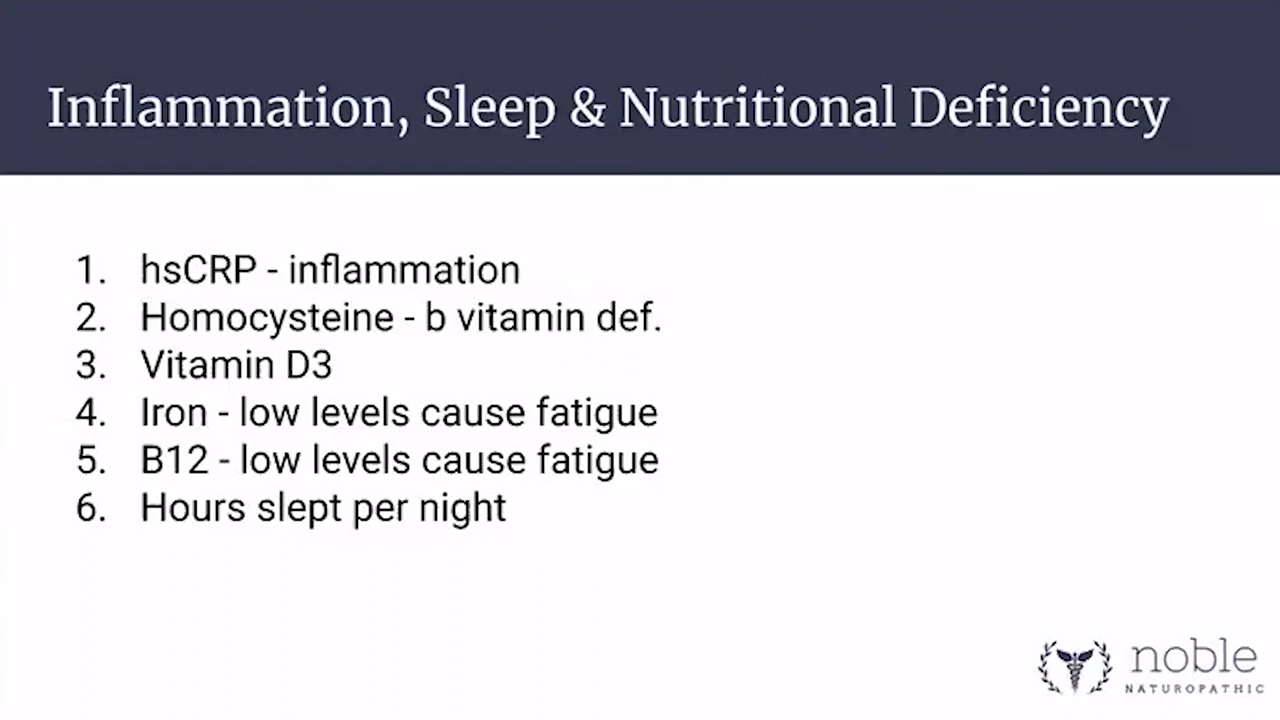 Inflammation, Sleep & Nutritional Deficiency
1. hsCRP - inflammation
2. Homocysteine - b vitamin def.
3. Vitamin D3
4. Iron - low levels cause fatigue
5. B12 - low levels cause fatigue
6. Hours slept per night
noble
NATUROPATHIC